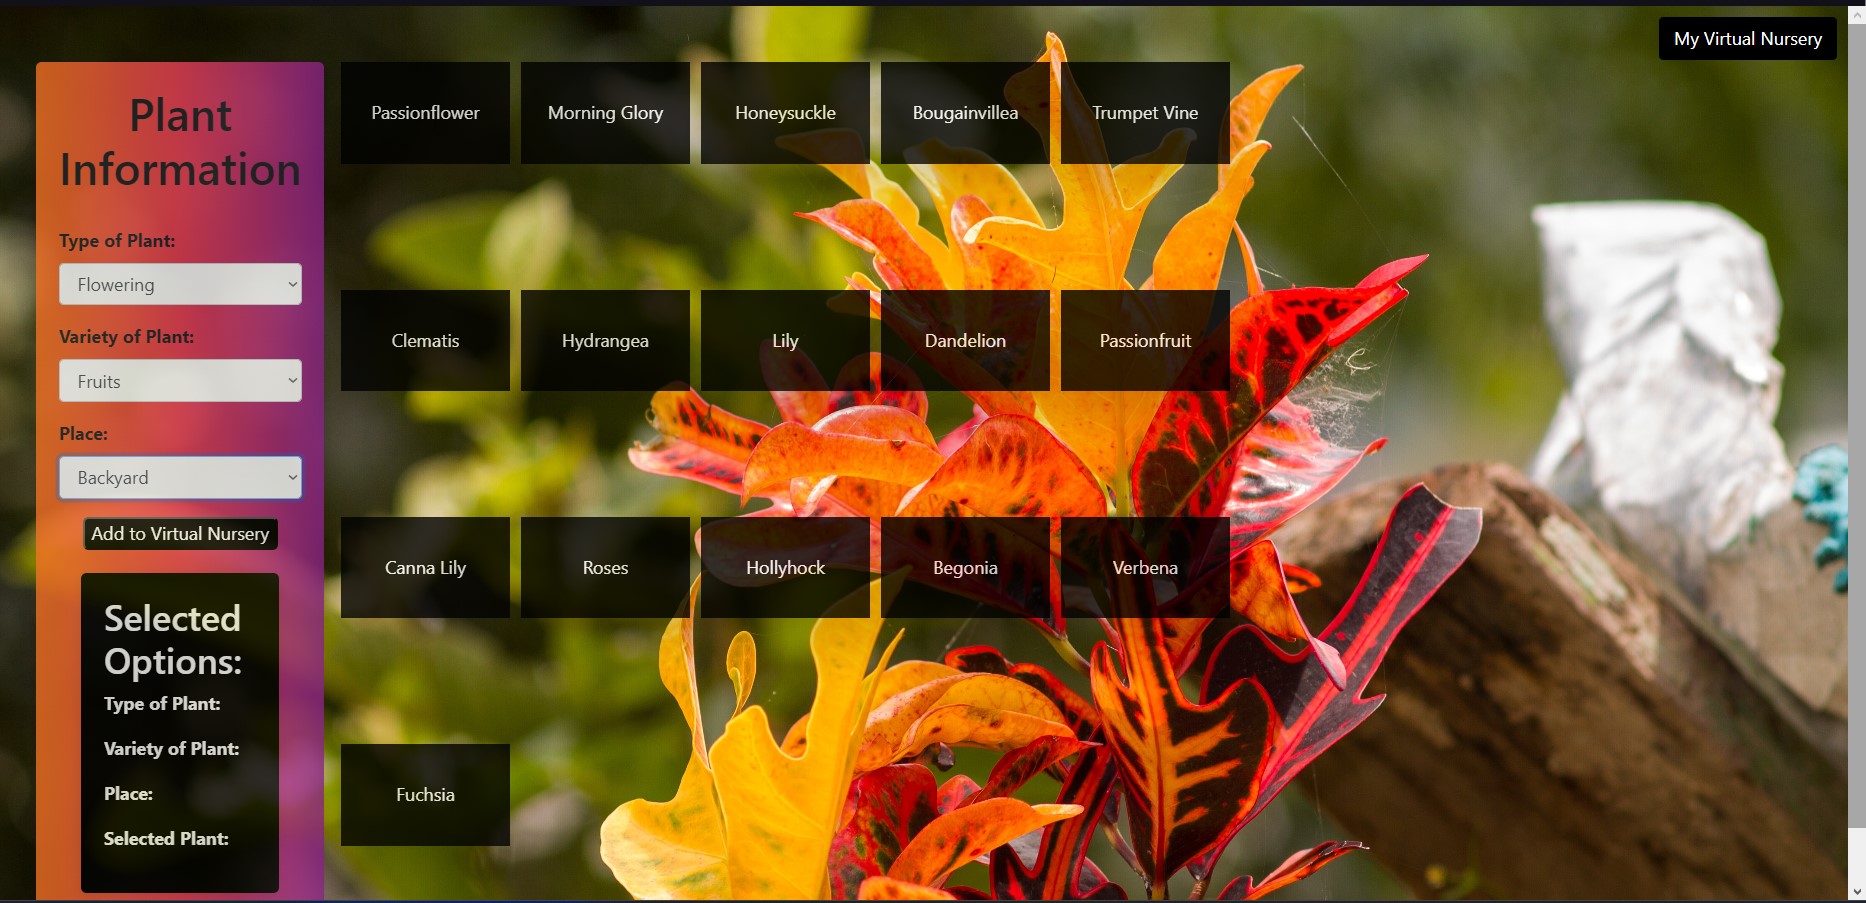 My Virtual Nursery
Plant
Information
Type of Plant:
Flowering
Variety of Plant:
Fruits
Place:
Backyard
Add to Virtual Nursery
Selected
Options:
Type of Plant:
Variety of Plant:
Place:
Selected Plant:
Passionflower
Morning Glory
Honeysuckle
Bougainvillea
Trumpet Vine
Clematis
Hydrangea
Lily
Dandelion
Passionfruit
Canna Lily
Roses
Hollyhock
Begonia
Verbena
Fuchsia